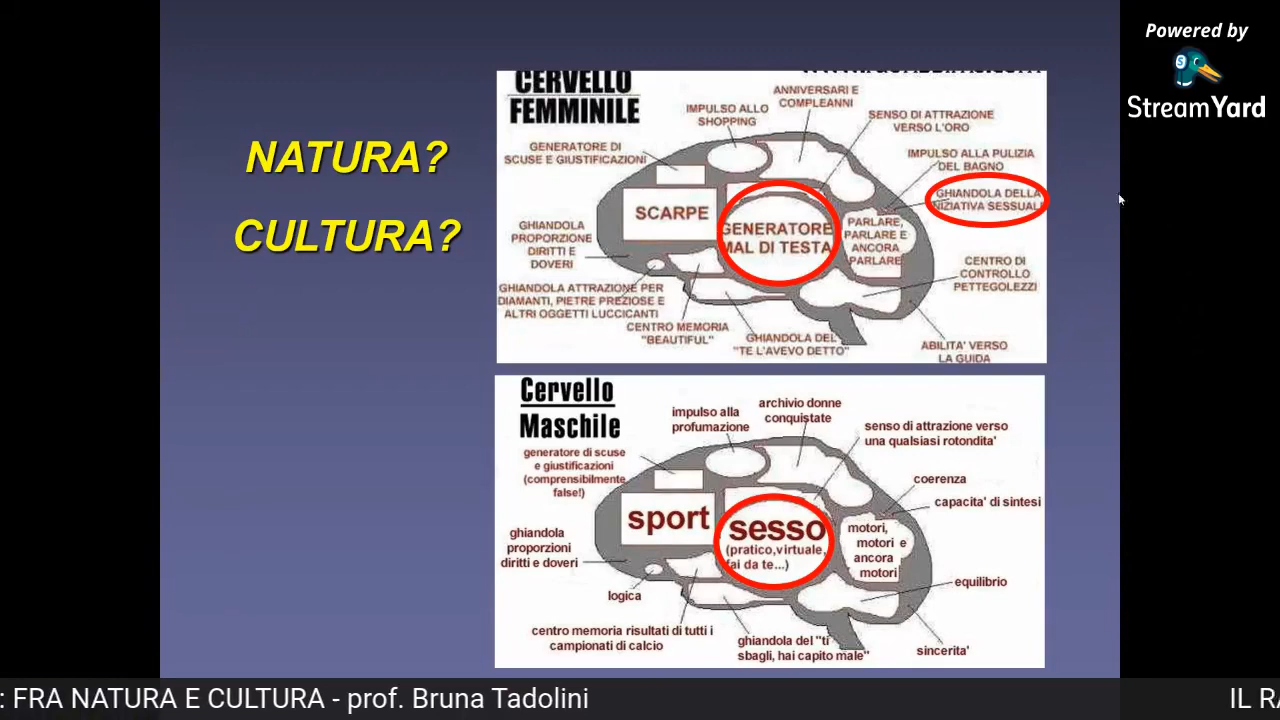 Powered by
StreamYard
NATURA?
CULTURA?
CERVELLO
FEMMINILE
ANNIVERSARI E
COMPLEANNI
IMPULSO ALLO
SHOPPING
SENSO DI ATTRAZIONE
VERSO L'ORO
GENERATORE DI
SCUSE E GIUSTIFICAZIONI
IMPULSO ALLA PULIZIA
DEL BAGNO
GHIANDOLA DELLA
NIZIATIVA SESSUAL
SCARPE
GENERATORE
MAL DI TESTA
PARLARE,
PARLARE E
ANCORA
PARLARE
GHIANDOLA
PROPORZIONE
DIRITTI E
DOVERI
CENTRO DI
CONTROLLO
PETTEGOLEZZI
GHIANDOLA ATTRAZIONE PER
DIAMANTI, PIETRE PREZIOSE E
ALTRI OGGETTI LUCCICANTI
CENTRO MEMORIA
"BEAUTIFUL"
GHIANDOLA DEL
"TE L'AVEVO DETTO"
ABILITA' VERSO
LA GUIDA
Cervello
Maschile
impulso alla
profumazione
archivio donne
conquistate
senso di attrazione verso
una qualsiasi rotondita'
generatore di scuse
e giustificazioni
(comprensibilmente
false!)
coerenza
capacita' di sintesi
sport
sesso
(pratico,virtuale,
fai da te...)
motori,
motori e
ancora
motori
ghiandola
proporzioni
diritti e doveri
logica
equilibrio
centro memoria risultati di tutti i
campionati di calcio
ghiandola del "ti
sbagli, hai capito male"
sincerita'
: FRA NATURA E CULTURA - prof. Bruna Tadolini
IL RA